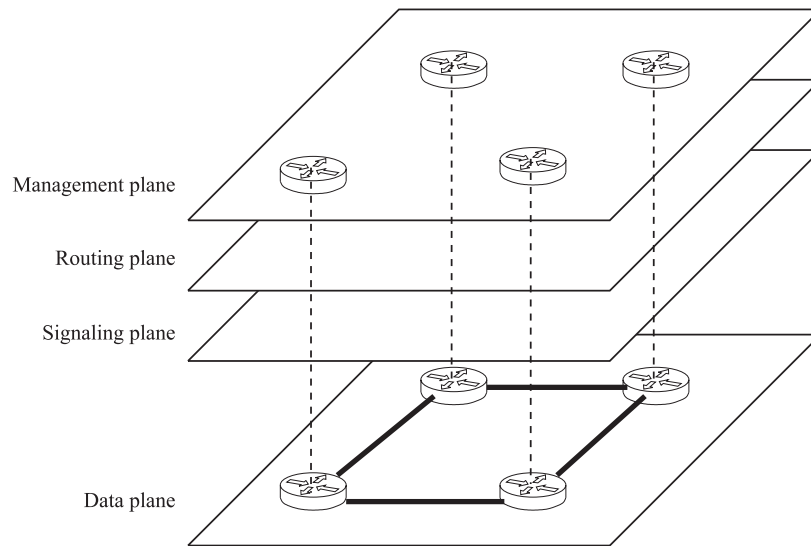 Management plane
Routing plane
Signaling plane
Data plane